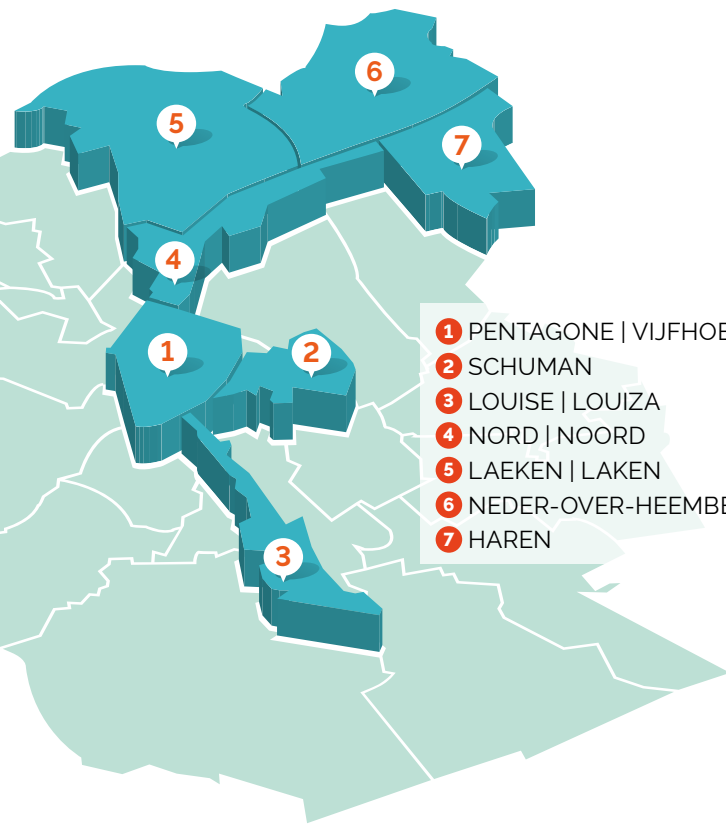 6
5
7
4
1
2
3
1 PENTAGONE | VIJFHOE
2 SCHUMAN
3 LOUISE | LOUIZA
4 NORD | NOORD
5 LAEKEN | LAKEN
6 NEDER-OVER-HEEMBE
7 HAREN